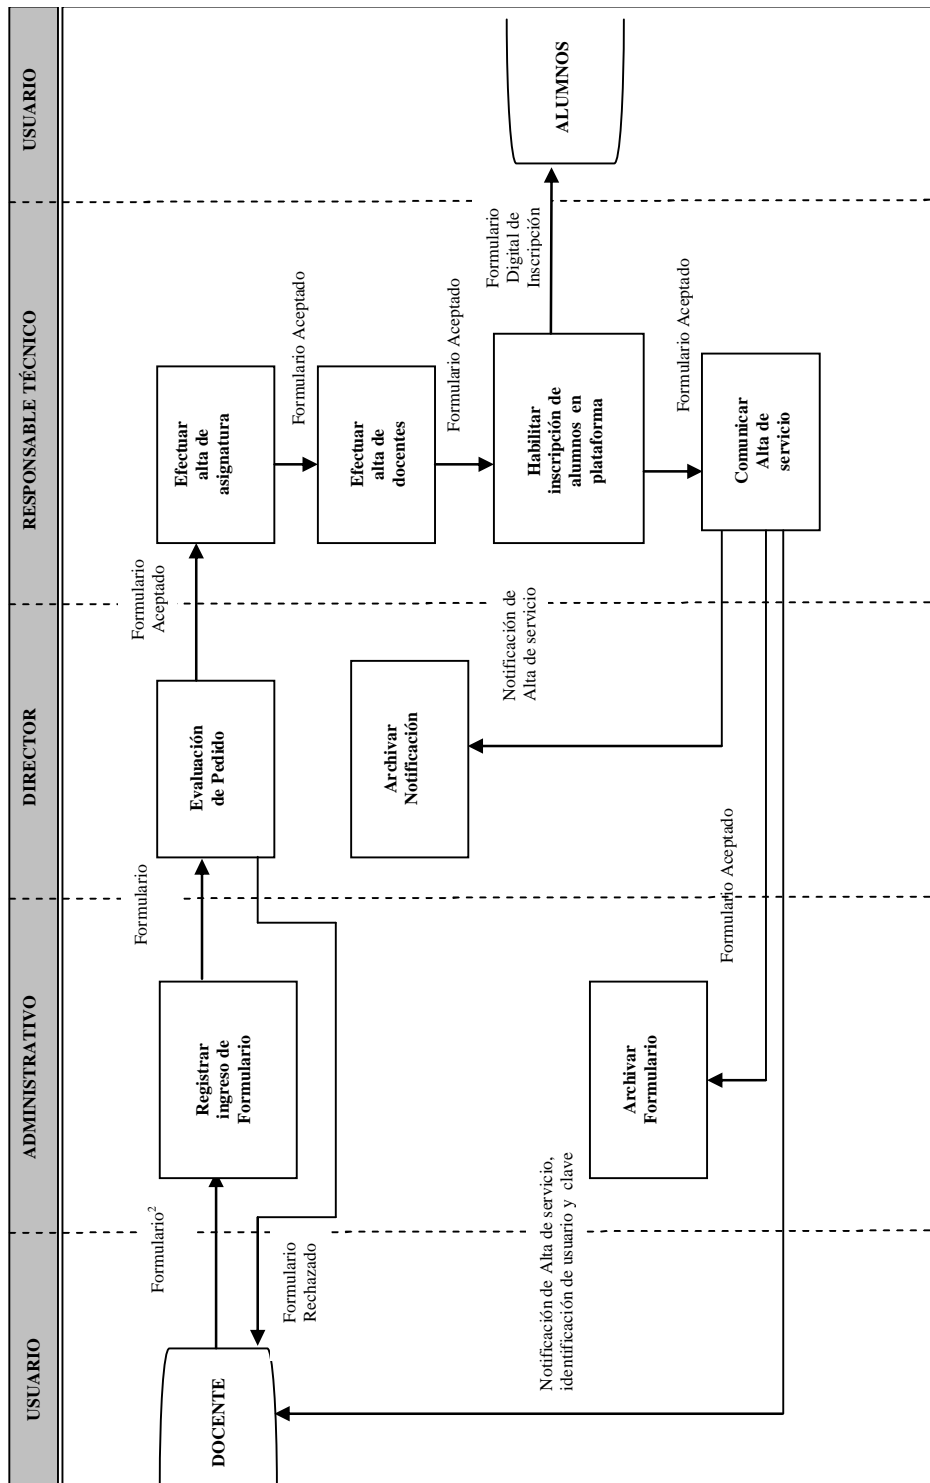 USUARIO
ADMINISTRATIVO
DIRECTOR
RESPONSABLE TÉCNICO
USUARIO
DOCENTE
Formulario²
Registrar
ingreso de
Formulario
Formulario
Evaluación
de Pedido
Formulario
Aceptado
Efectuar
alta de
asignatura
Formulario
Rechazado
Formulario Aceptado
Efectuar
alta de
docentes
Archivar
Notificación
Formulario Aceptado
Habilitar
inscripción de
alumnos en
plataforma
Formulario
Digital de
Inscripción
ALUMNOS
Notificación de
Alta de servicio
Formulario Aceptado
Comunicar
Alta de
servicio
Archivar
Formulario
Formulario Aceptado
Notificación de Alta de servicio,
identificación de usuario y clave